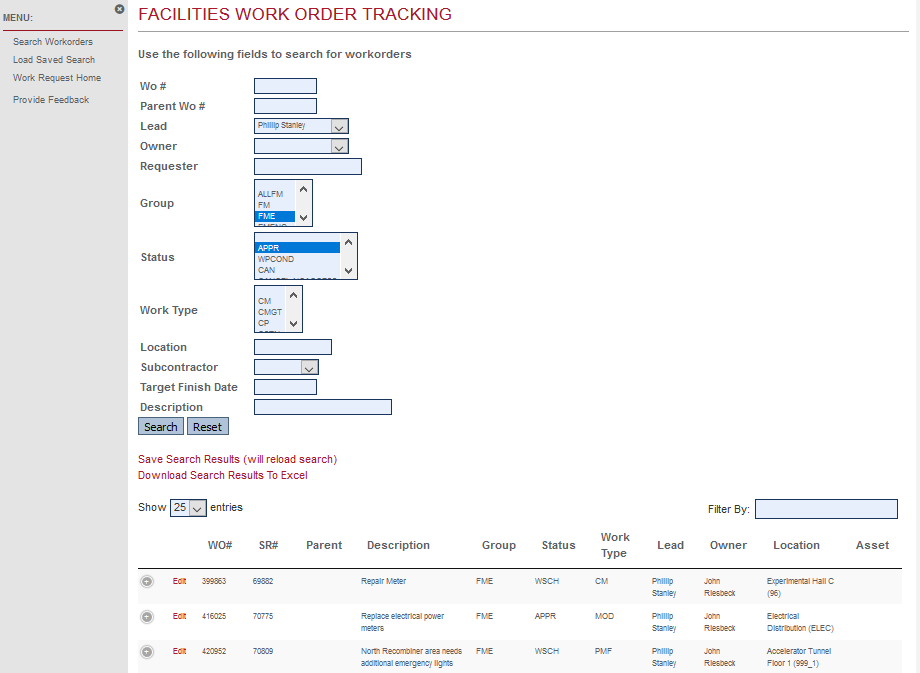 MENU:
Search Workorders
Load Saved Search
Work Request Home
Provide Feedback
FACILITIES WORK ORDER TRACKING
Use the following fields to search for workorders
Wo #
Parent Wo #
Lead Phillip Stanley
Owner
Requester
Group
ALLFM
FM
FME
Status
APPR
WPCOND
CAN
Work Type
CM
CMGT
CP
Location
Subcontractor
Target Finish Date
Description
Search Reset
Save Search Results (will reload search)
Download Search Results To Excel
Show 25 entries Filter By:
WO# SR# Parent Description Group Status Work Type Lead Owner Location Asset
Edit 399863 69882 Repair Meter FME WSCH CM Phillip Stanley John Riesbeck Experimental Hall C (96)
Edit 416025 70775 Replace electrical power meters FME APPR MOD Phillip Stanley John Riesbeck Electrical Distribution (ELEC)
Edit 420952 70809 North Recombiner area needs additional emergency lights FME WSCH PMF Phillip Stanley John Riesbeck Accelerator Tunnel Floor 1 (999_1)